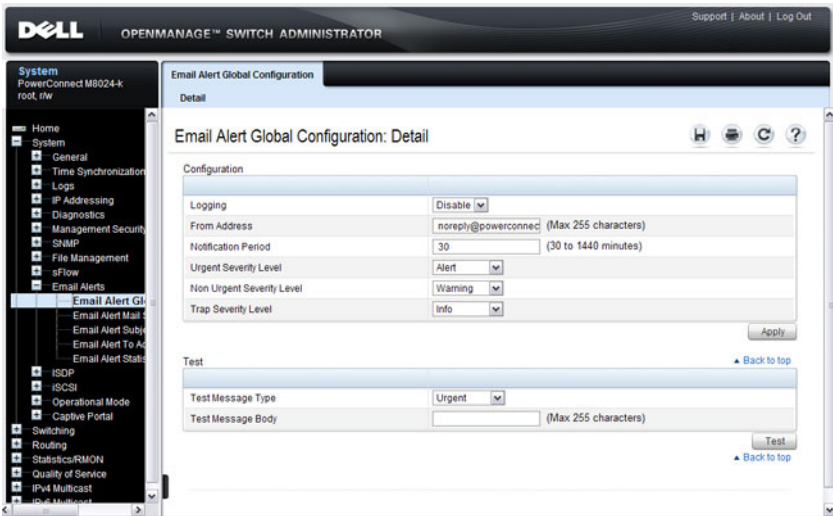 Support | About | Log Out
DELL
OPENMANAGE™ SWITCH ADMINISTRATOR
System
PowerConnect M8024-k
root, r/w
Home
System
General
Time Synchronization
Logs
IP Addressing
Diagnostics
Management Security
SNMP
File Management
sFlow
Email Alerts
Email Alert Glo
Email Alert Mail S
Email Alert Subje
Email Alert To Ad
Email Alert Statis
ISDP
iSCSI
Operational Mode
Captive Portal
Switching
Routing
Statistics/RMON
Quality of Service
IPv4 Multicast
IPv6 Multicast
Email Alert Global Configuration
Detail
Email Alert Global Configuration: Detail
Configuration
Logging Disable
From Address noreply@powerconnec (Max 255 characters)
Notification Period 30 (30 to 1440 minutes)
Urgent Severity Level Alert
Non Urgent Severity Level Warning
Trap Severity Level Info
Apply
Test
Back to top
Test Message Type Urgent
Test Message Body (Max 255 characters)
Test
Back to top